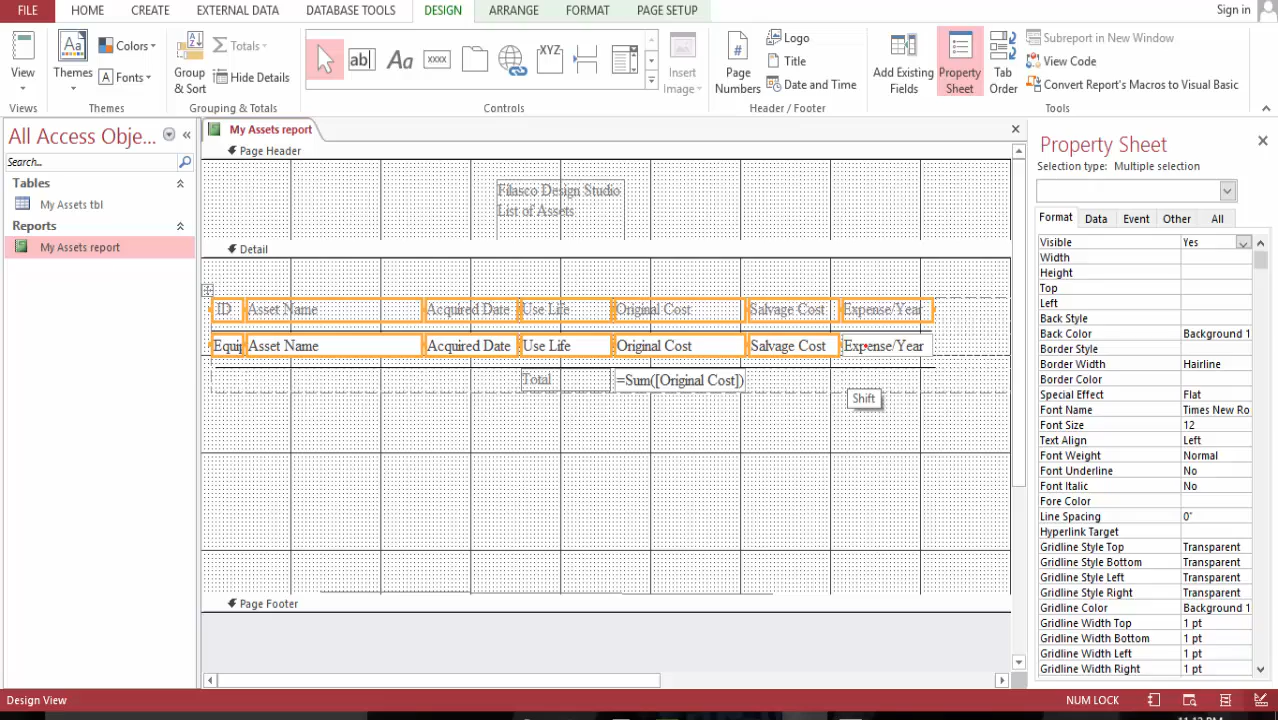 FILE HOME CREATE EXTERNAL DATA DATABASE TOOLS DESIGN ARRANGE FORMAT PAGE SETUP Sign in
View
Views
Themes
Colors
Fonts
Themes
Group
& Sort
Totals
Hide Details
Grouping & Totals
ab|
Aa
xxxx
XYZ
Controls
Insert
Image
Page
Numbers
Logo
Title
Date and Time
Header / Footer
Add Existing
Fields
Property
Sheet
Tab
Order
Subreport in New Window
View Code
Convert Report's Macros to Visual Basic
Tools
All Access Obje...
Search...
Tables
My Assets tbl
Reports
My Assets report
My Assets report
Page Header
Filasco Design Studio
List of Assets
Detail
ID Asset Name Acquired Date Use Life Original Cost Salvage Cost Expense/Year
Equip Asset Name Acquired Date Use Life Original Cost Salvage Cost Expense/Year
Total =Sum([Original Cost])
Shift
Page Footer
Property Sheet
Selection type: Multiple selection
Format Data Event Other All
Visible Yes
Width
Height
Top
Left
Back Style
Back Color Background 1
Border Style
Border Width Hairline
Border Color
Special Effect Flat
Font Name Times New Ro
Font Size 12
Text Align Left
Font Weight Normal
Font Underline No
Font Italic No
Fore Color
Line Spacing 0"
Hyperlink Target
Gridline Style Top Transparent
Gridline Style Bottom Transparent
Gridline Style Left Transparent
Gridline Style Right Transparent
Gridline Color Background 1
Gridline Width Top 1 pt
Gridline Width Bottom 1 pt
Gridline Width Left 1 pt
Gridline Width Right 1 pt
Design View NUM LOCK